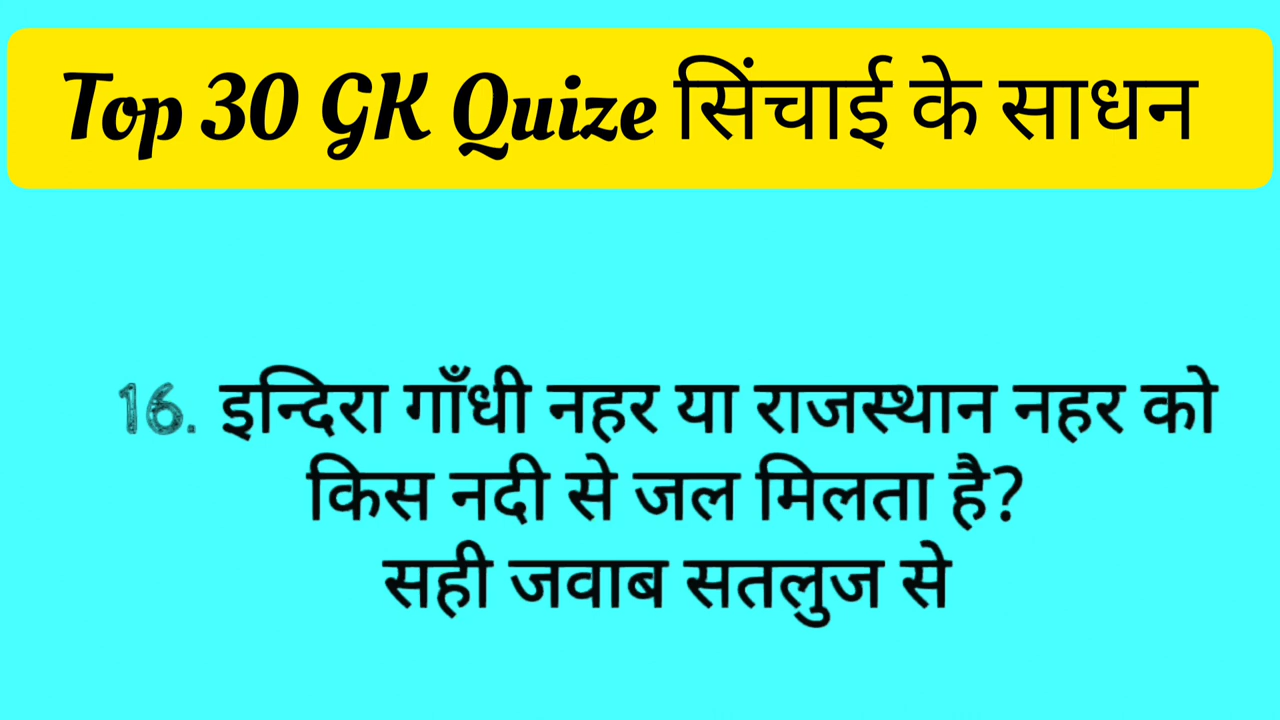 Top 30 GK Quize सिंचाई के साधन
16. इन्दिरा गाँधी नहर या राजस्थान नहर को
किस नदी से जल मिलता है?
सही जवाब सतलुज से